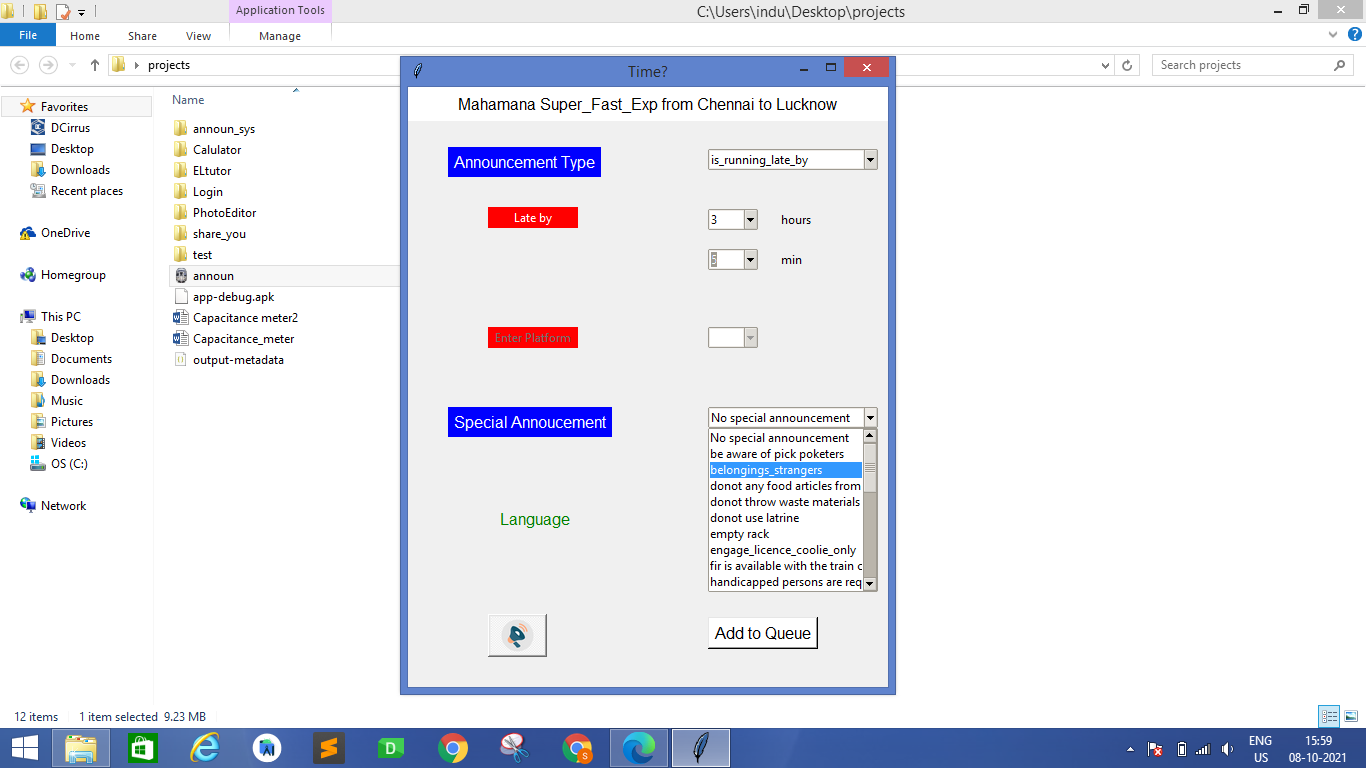 Application Tools
C:\Users\indu\Desktop\projects
File
Home
Share
View
Manage
projects
Search projects
Favorites
DCirrus
Desktop
Downloads
Recent places
OneDrive
Homegroup
This PC
Desktop
Documents
Downloads
Music
Pictures
Videos
OS (C:)
Network
Name
announ_sys
Calulator
ELtutor
Login
PhotoEditor
share_you
test
announ
app-debug.apk
Capacitance meter2
Capacitance_meter
output-metadata
Time?
Mahamana Super_Fast_Exp from Chennai to Lucknow
Announcement Type
is_running_late_by
Late by
3
hours
5
min
Enter Platform
Special Annoucement
No special announcement
No special announcement
be aware of pick poketers
belongings_strangers
donot any food articles from
donot throw waste materials
donot use latrine
empty rack
engage_licence_coolie_only
fir is available with the train c
handicapped persons are req
Language
Add to Queue
12 items
1 item selected 9.23 MB
ENG
US
15:59
08-10-2021